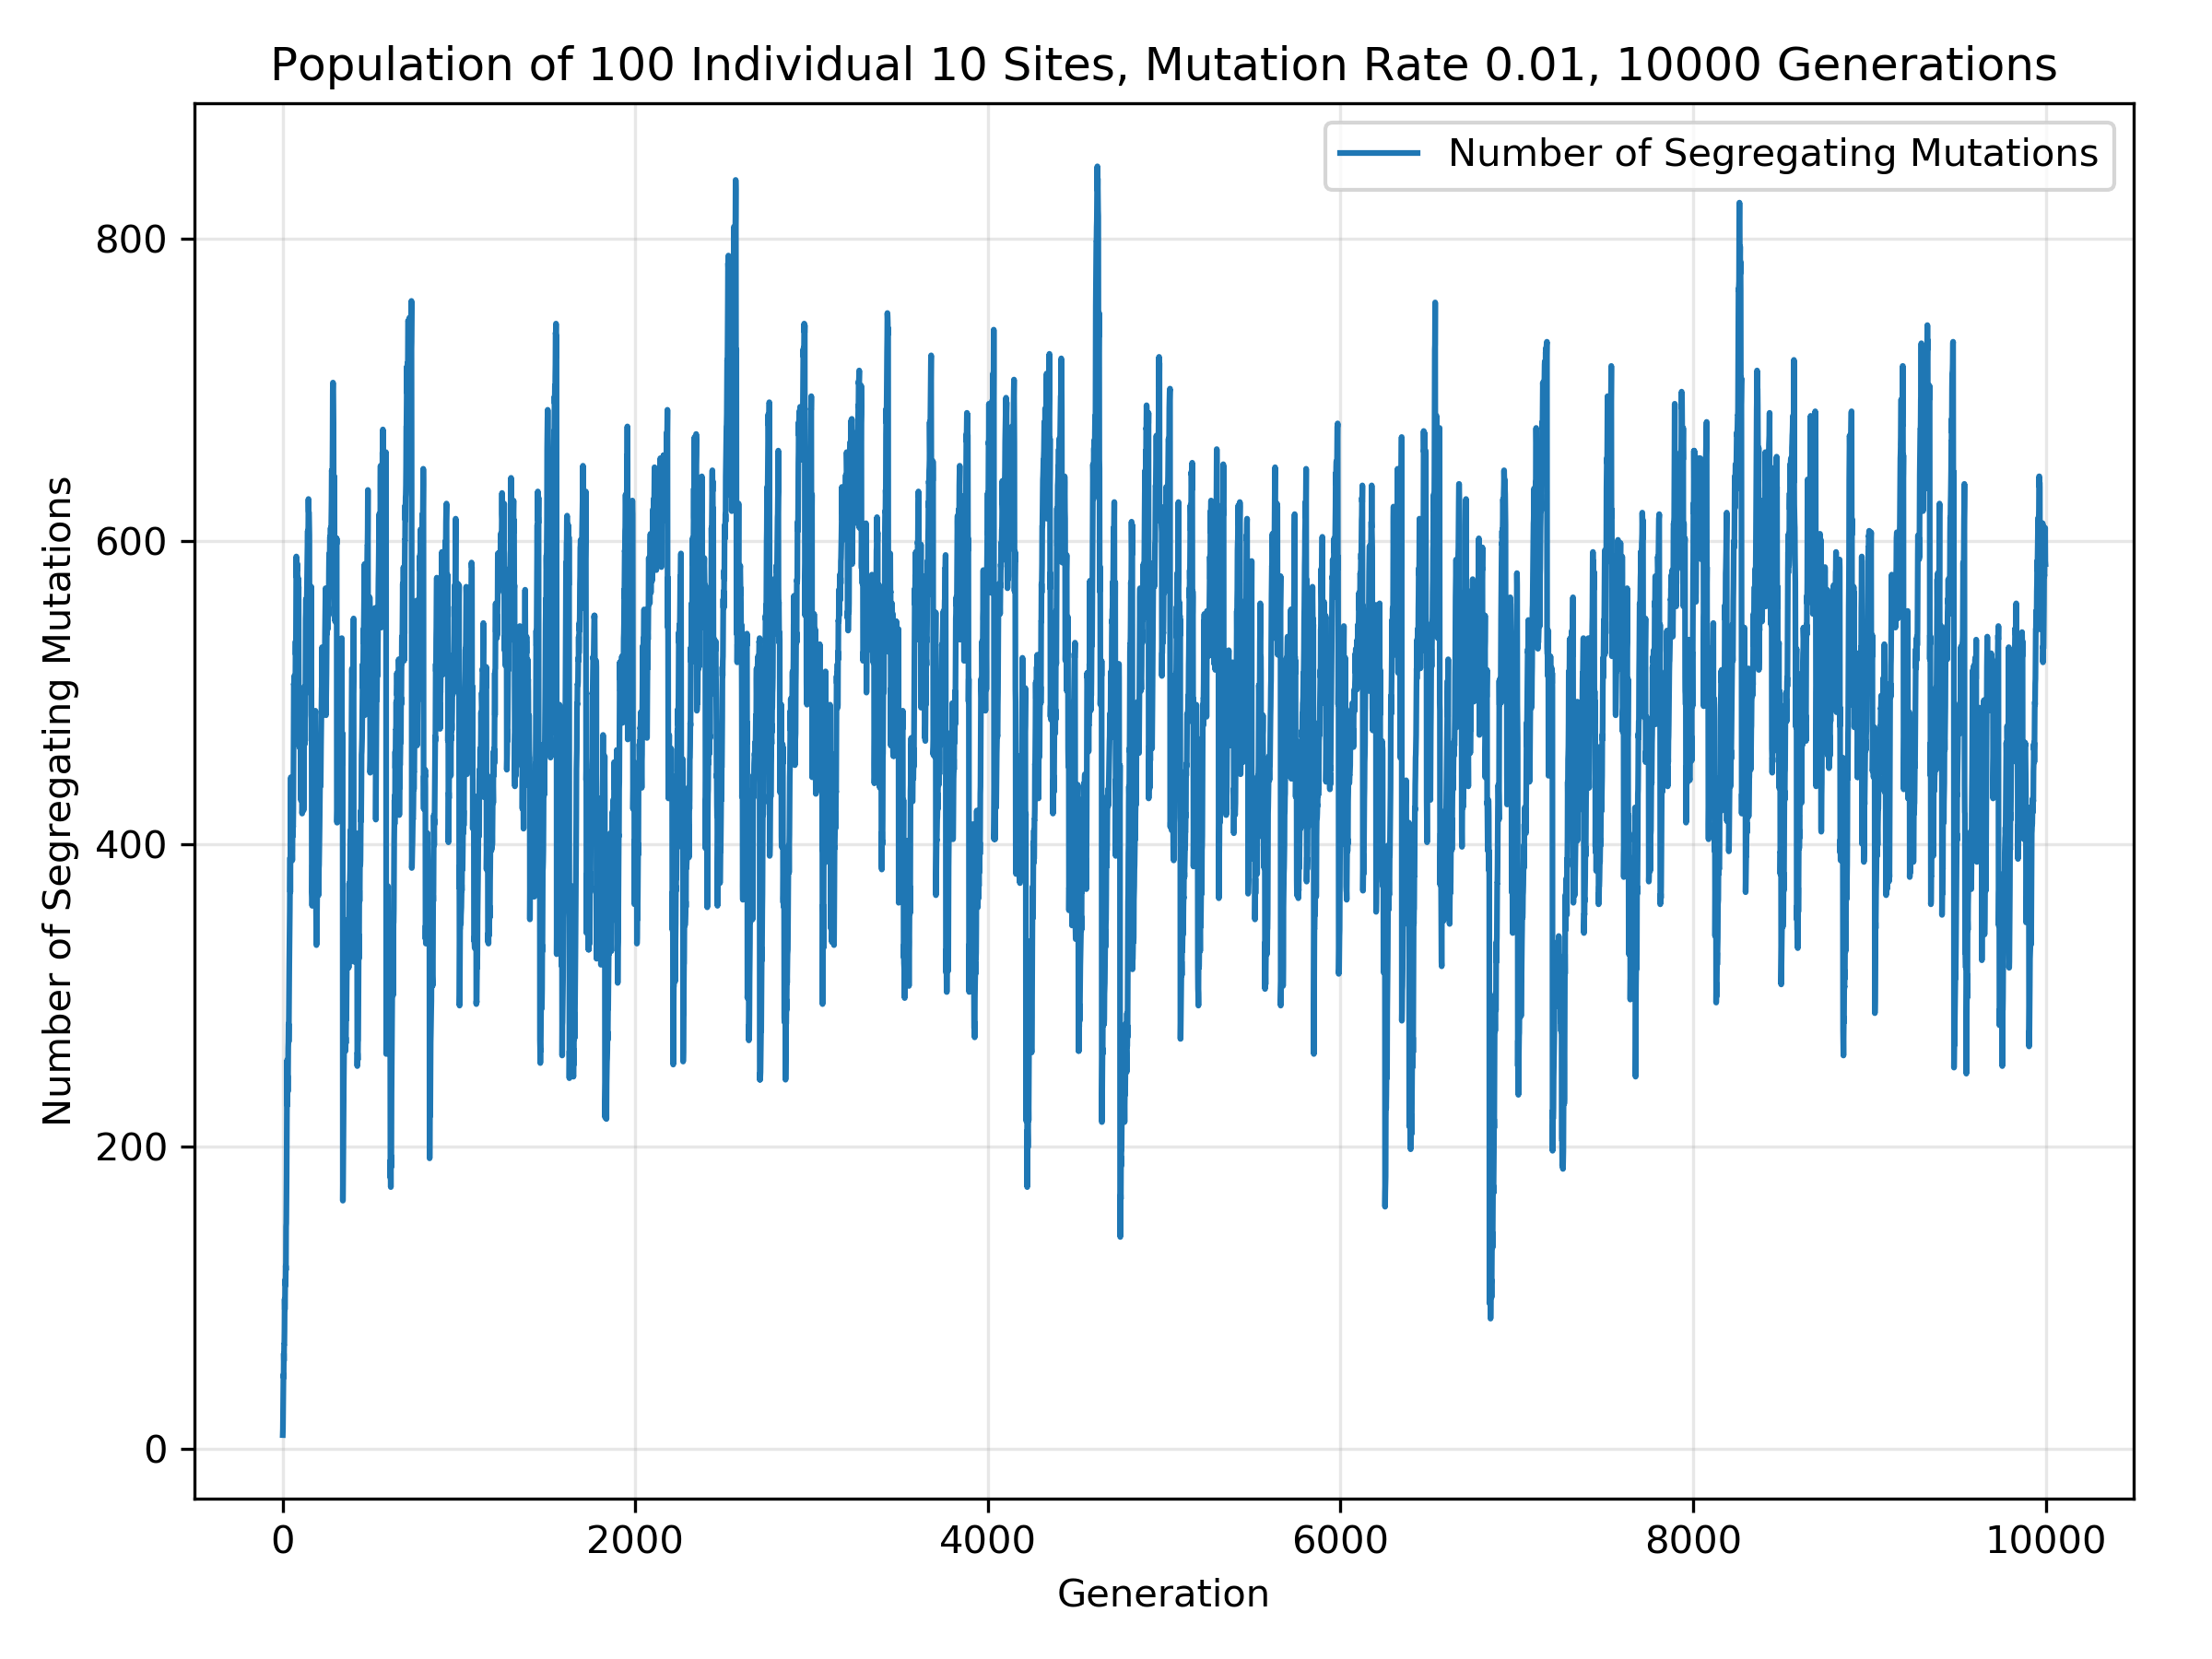 Population of 100 Individual 10 Sites, Mutation Rate 0.01, 10000 Generations
Number of Segregating Mutations
800
600
400
200
0
Number of Segregating Mutations
0 2000 4000 6000 8000 10000
Generation